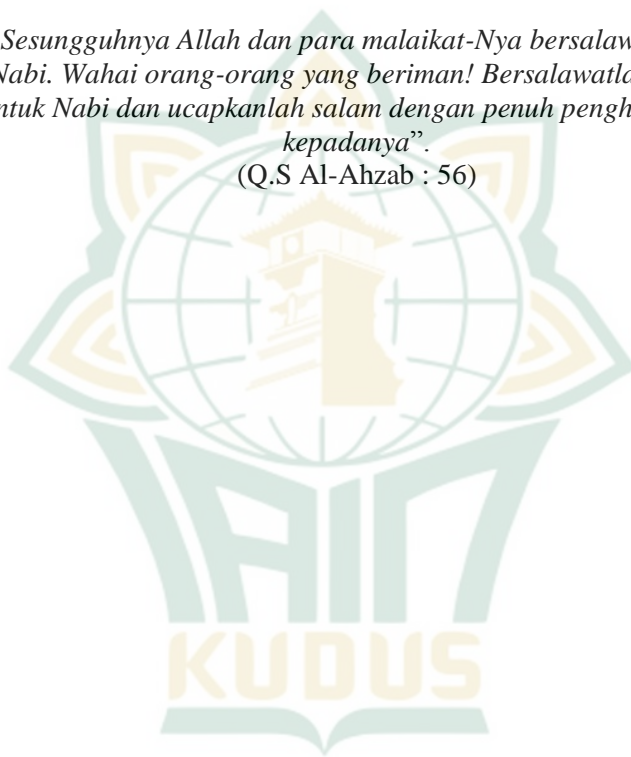 Sesungguhnya Allah dan para malaikat-Nya bersalaw
Nabi. Wahai orang-orang yang beriman! Bersalawatla
ntuk Nabi dan ucapkanlah salam dengan penuh pengh
kepadanya”.
(Q.S Al-Ahzab : 56)
IAIN
KUDUS